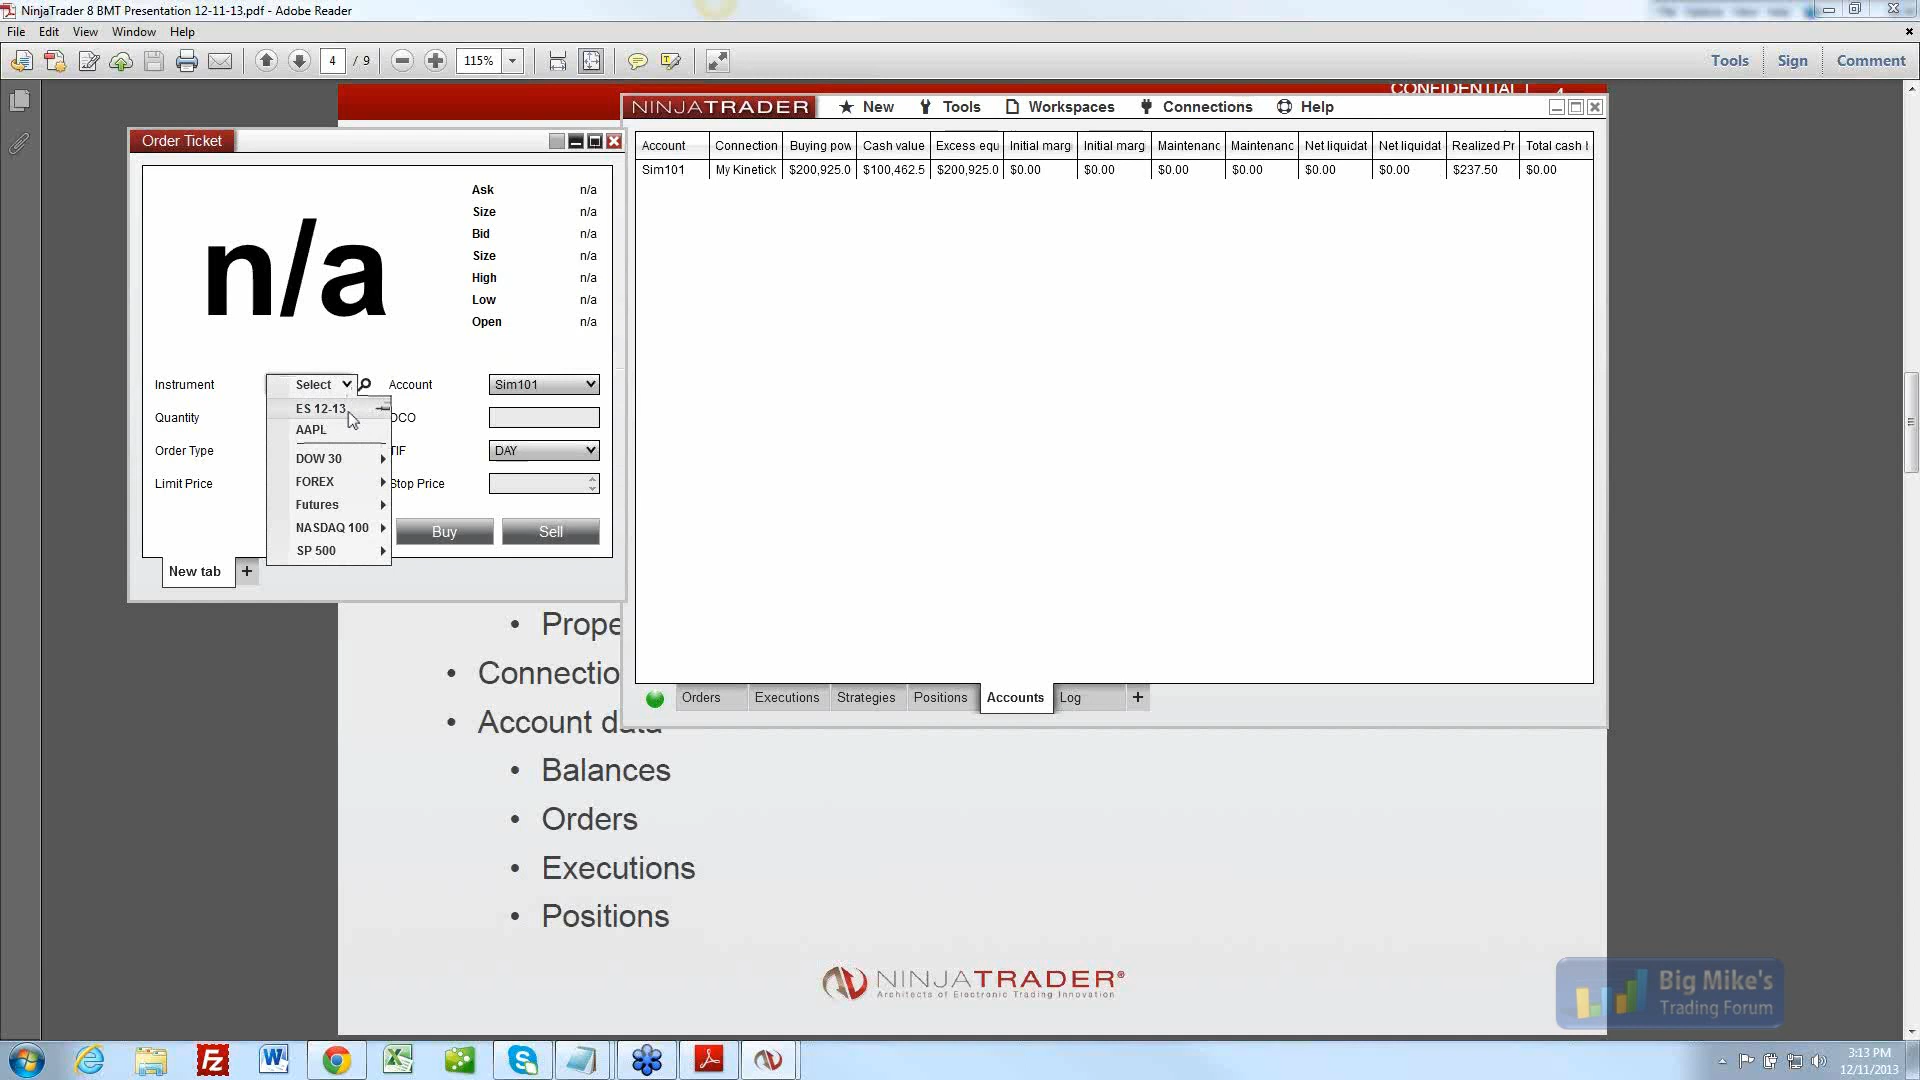 NinjaTrader 8 BMT Presentation 12-11-13.pdf - Adobe Reader
File Edit View Window Help
4 / 9 115% Tools Sign Comment
CONFIDENTIAL | 4
NINJATRADER New Tools Workspaces Connections Help
Order Ticket
Account Connection Buying pow Cash value Excess equ Initial marg Initial marg Maintenanc Maintenanc Net liquidat Net liquidat Realized Pr Total cash
Sim101 My Kinetick $200,925.0 $100,462.5 $200,925.0 $0.00 $0.00 $0.00 $0.00 $0.00 $0.00 $237.50 $0.00
n/a
Ask n/a
Size n/a
Bid n/a
Size n/a
High n/a
Low n/a
Open n/a
Instrument Select Account Sim101
ES 12-13
Quantity OCO
AAPL
Order Type TIF DAY
DOW 30
FOREX
Limit Price Stop Price
Futures
NASDAQ 100 Buy Sell
SP 500
New tab +
• Prope
• Connectio
Orders Executions Strategies Positions Accounts Log +
• Account data
• Balances
• Orders
• Executions
• Positions
NINJATRADER®
Architects of Electronic Trading Innovation
Big Mike's
Trading Forum
3:13 PM
12/11/2013